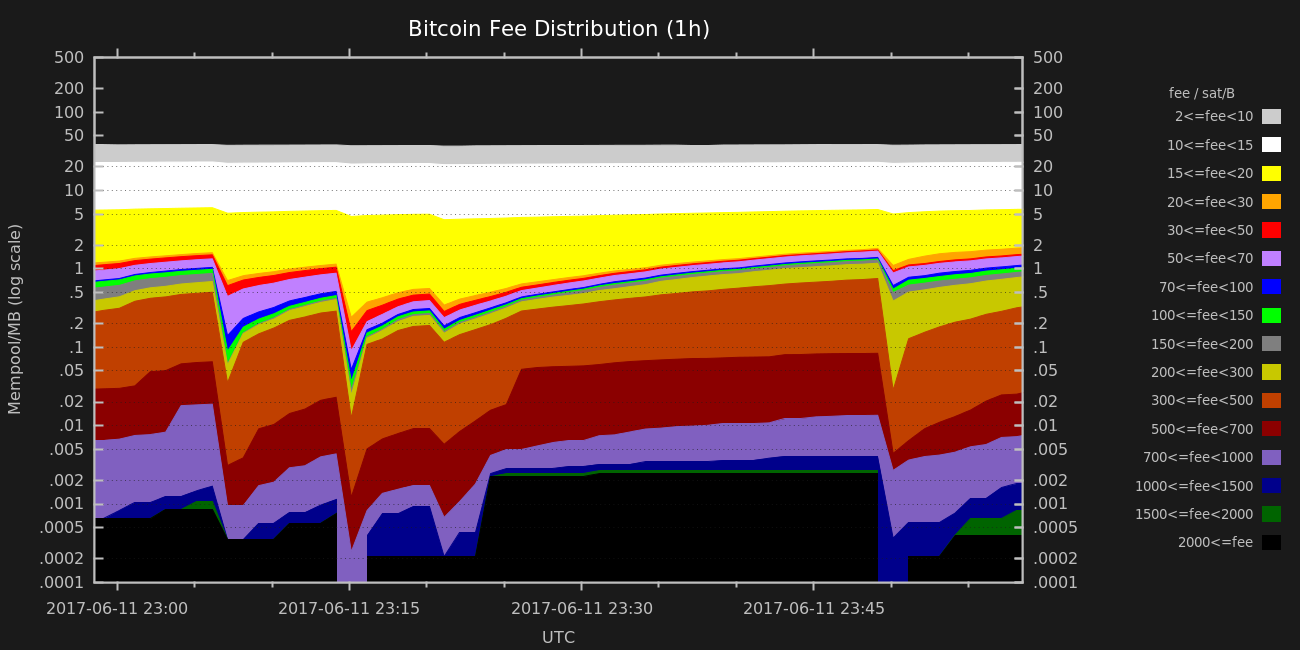 Bitcoin Fee Distribution (1h)
500
200
100
50
20
10
5
2
1
.5
.2
.1
.05
.02
.01
.005
.002
.001
.0005
.0002
.0001
Mempool/MB (log scale)
500
200
100
50
20
10
5
2
1
.5
.2
.1
.05
.02
.01
.005
.002
.001
.0005
.0002
.0001
2017-06-11 23:00
2017-06-11 23:15
2017-06-11 23:30
2017-06-11 23:45
UTC
fee / sat/B
2<=fee<10
10<=fee<15
15<=fee<20
20<=fee<30
30<=fee<50
50<=fee<70
70<=fee<100
100<=fee<150
150<=fee<200
200<=fee<300
300<=fee<500
500<=fee<700
700<=fee<1000
1000<=fee<1500
1500<=fee<2000
2000<=fee